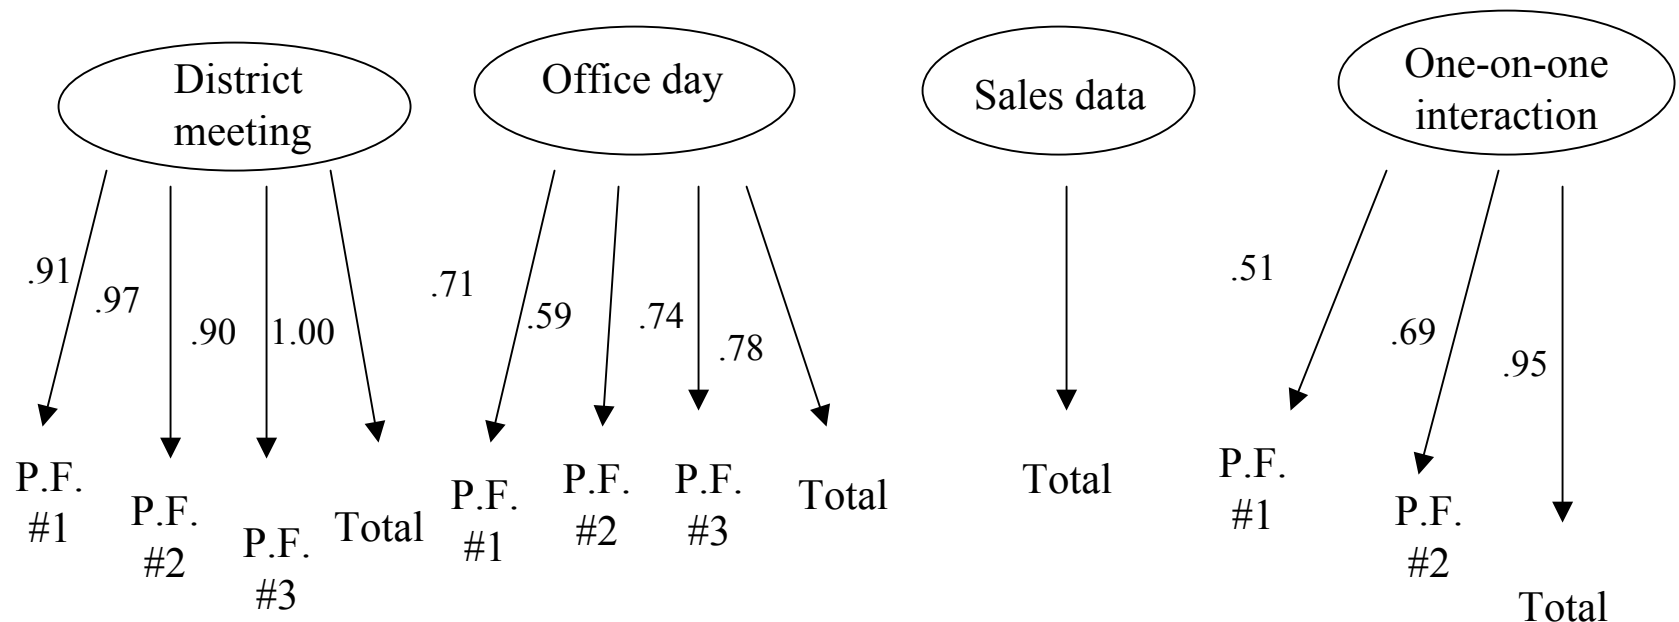 District
meeting
Office day
Sales data
One-on-one
interaction
.91
.97
.90
1.00
.71
.59
.74
.78
.51
.69
.95
P.F.
#1
P.F.
#2
P.F.
#3
Total
P.F.
#1
P.F.
#2
P.F.
#3
Total
Total
P.F.
#1
P.F.
#2
Total